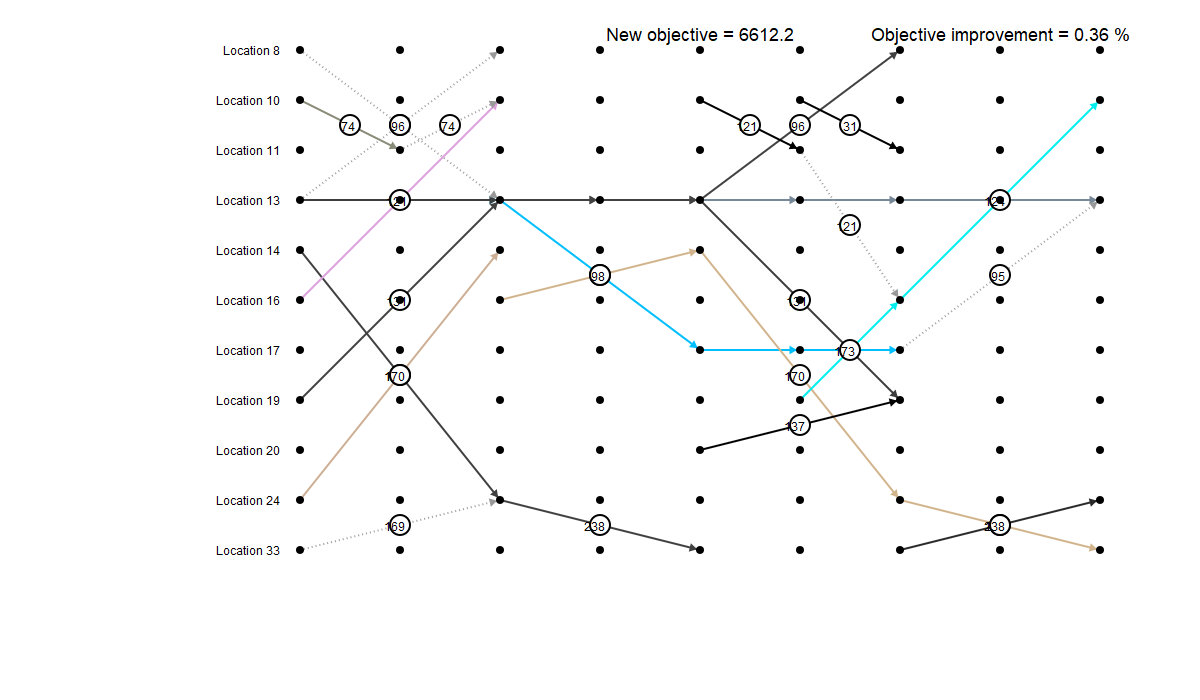 New objective = 6612.2
Objective improvement = 0.36 %
Location 8
Location 10
74
96
74
121
96
31
Location 11
Location 13
121
Location 14
98
95
Location 16
131
131
Location 17
173
170
170
Location 19
137
Location 20
Location 24
169
238
238
Location 33